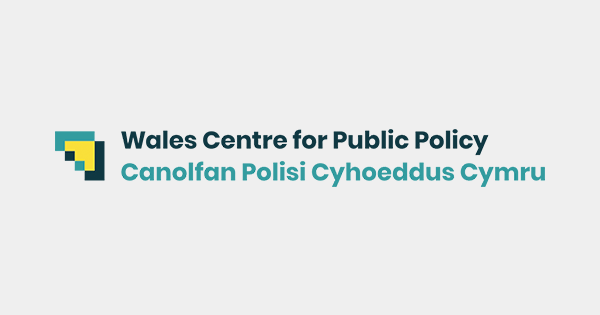 Wales Centre for Public Policy
Canolfan Polisi Cyhoeddus Cymru